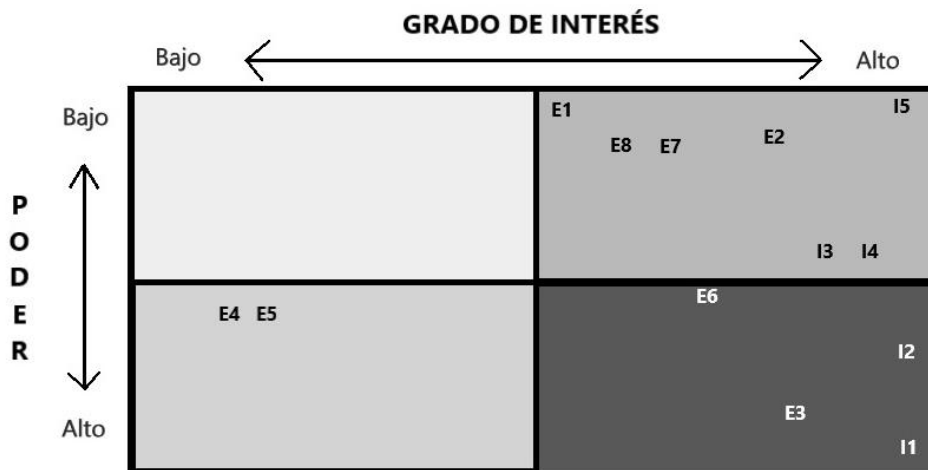 GRADO DE INTERÉS
Bajo
Alto
Bajo
E1
I5
E8
E7
E2
I3
I4
PODER
E4
E5
E6
I2
E3
Alto
I1